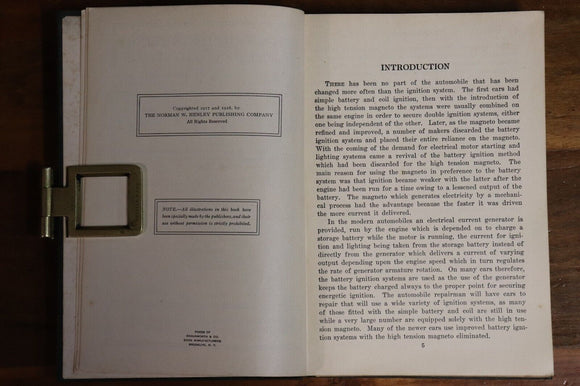 Copyrighted 1917 and 1918, by
THE NORMAN W. HENLEY PUBLISHING COMPANY
All Rights Reserved
NOTE.—All illustrations in this book have
been specially made by the publishers, and their
use without permission is strictly prohibited.
PRESS OF
BRAUNWORTH & CO.
BOOK MANUFACTURERS
BROOKLYN, N. Y.
INTRODUCTION
THERE has been no part of the automobile that has been
changed more often than the ignition system. The first cars had
simple battery and coil ignition, then with the introduction of
the high tension magneto the systems were usually combined on
the same engine in order to secure double ignition systems, either
one being independent of the other. Later, as the magneto became
refined and improved, a number of makers discarded the battery
ignition system and placed their entire reliance on the magneto.
With the coming of the demand for electrical motor starting and
lighting systems came a revival of the battery ignition method
which had been discarded for the high tension magneto. The
main reason for using the magneto in preference to the battery
system was that ignition became weaker with the latter after the
engine had been run for a time owing to a lessened output of the
battery. The magneto which generates electricity by a mechani-
cal process had the advantage because the faster it was driven
the more current it delivered.
In the modern automobiles an electrical current generator is
provided, run by the engine which is depended on to charge a
storage battery while the motor is running, the current for igni-
tion and lighting being taken from the storage battery instead of
directly from the generator which delivers a current of varying
output depending upon the engine speed which in turn regulates
the rate of generator armature rotation. On many cars therefore,
the battery ignition systems are used as the use of the generator
keeps the battery charged always to the proper point for securing
energetic ignition. The automobile repairman will have cars to
repair that will use a wide variety of ignition systems, as many
of those fitted with the simple battery and coil are still in use
while a very large number are equipped solely with the high ten-
sion magneto. Many of the newer cars use improved battery igni-
tion systems with the high tension magneto eliminated.
5